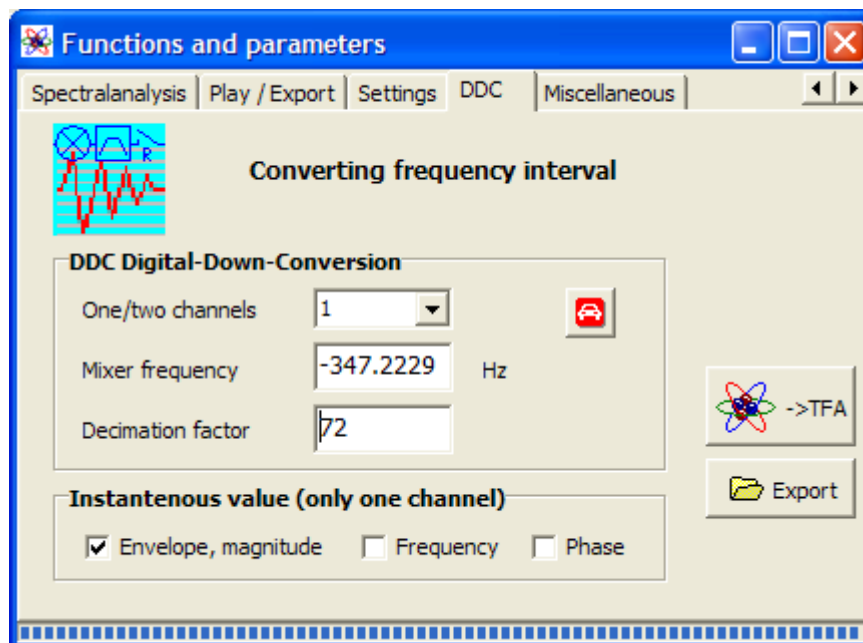 Functions and parameters
Spectralanalysis Play / Export Settings DDC Miscellaneous
R
Converting frequency interval
DDC Digital-Down-Conversion
One/two channels 1
Mixer frequency -347.2229 Hz
Decimation factor 72
->TFA
Export
Instantenous value (only one channel)
Envelope, magnitude Frequency Phase